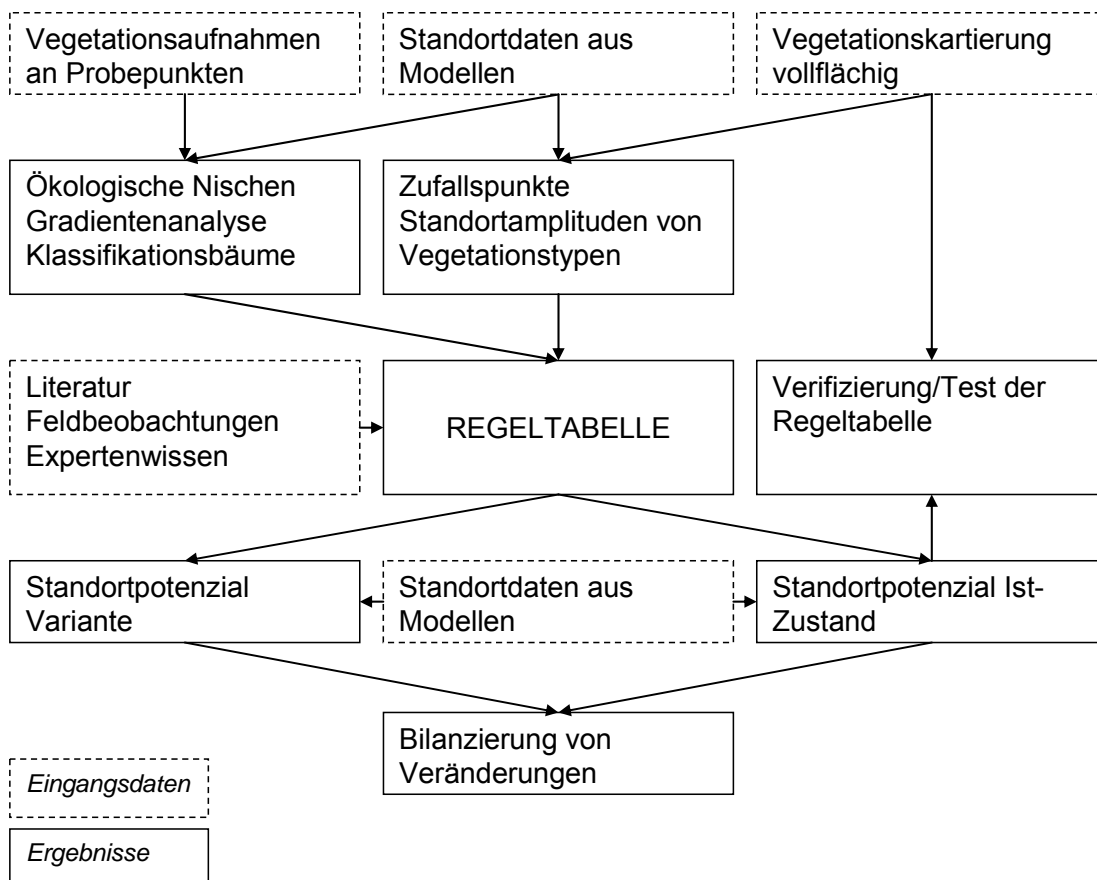 Vegetationsaufnahmen
an Probepunkten
Standortdaten aus
Modellen
Vegetationskartierung
vollflächig
Ökologische Nischen
Gradientenanalyse
Klassifikationsbäume
Zufallspunkte
Standortamplituden von
Vegetationstypen
Literatur
Feldbeobachtungen
Expertenwissen
REGELTABELLE
Verifizierung/Test der
Regeltabelle
Standortpotenzial
Variante
Standortdaten aus
Modellen
Standortpotenzial Ist-
Zustand
Bilanzierung von
Veränderungen
Eingangsdaten
Ergebnisse